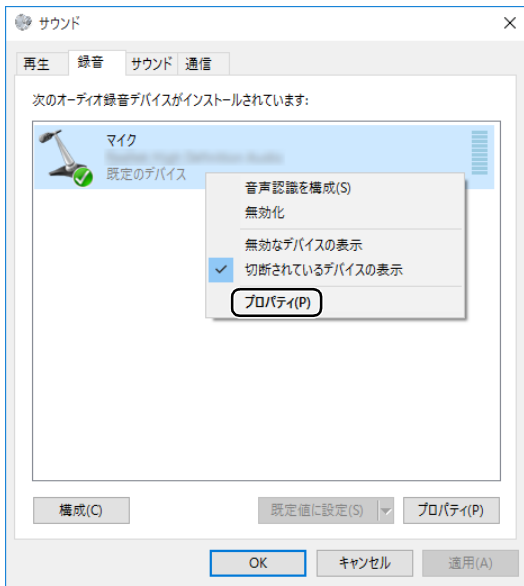 サウンド
再生 録音 サウンド 通信
次のオーディオ録音デバイスがインストールされています:
マイク
既定のデバイス
音声認識を構成(S)
無効化
無効なデバイスの表示
切断されているデバイスの表示
プロパティ(P)
構成(C) 既定値に設定(S) プロパティ(P)
OK キャンセル 適用(A)